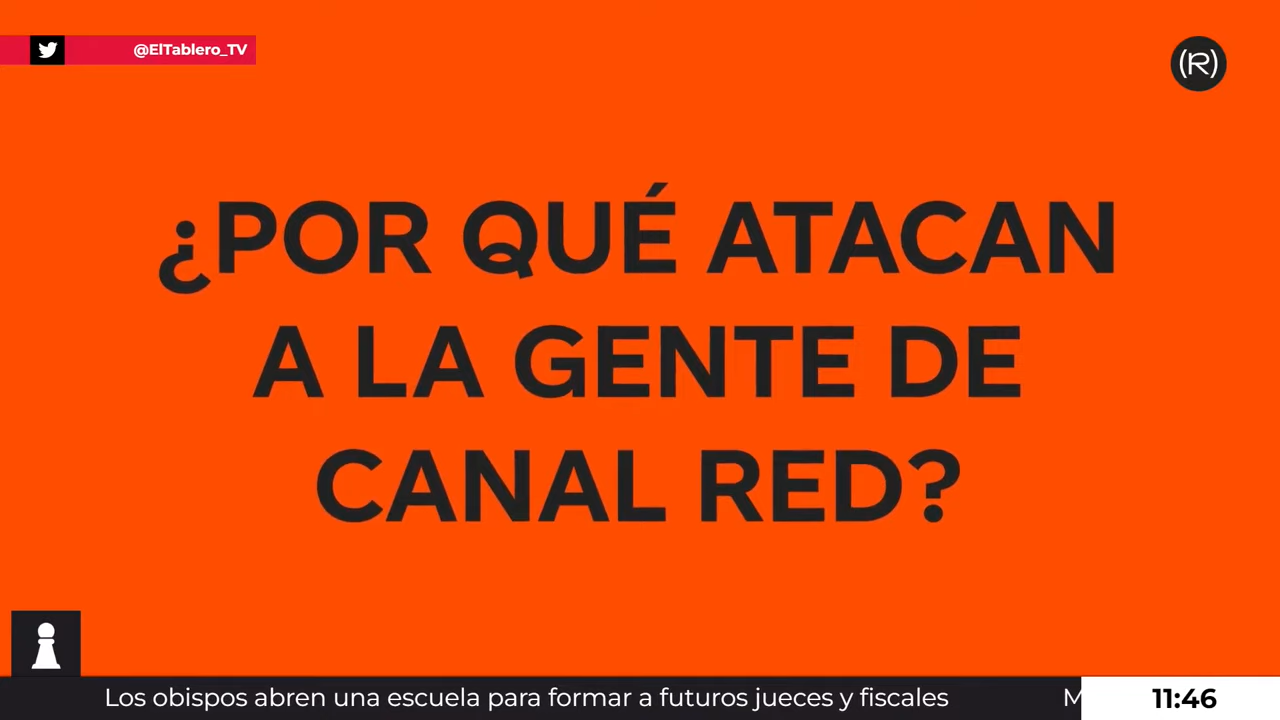 @ElTablero_TV
(R)
¿POR QUÉ ATACAN
A LA GENTE DE
CANAL RED?
Los obispos abren una escuela para formar a futuros jueces y fiscales
11:46